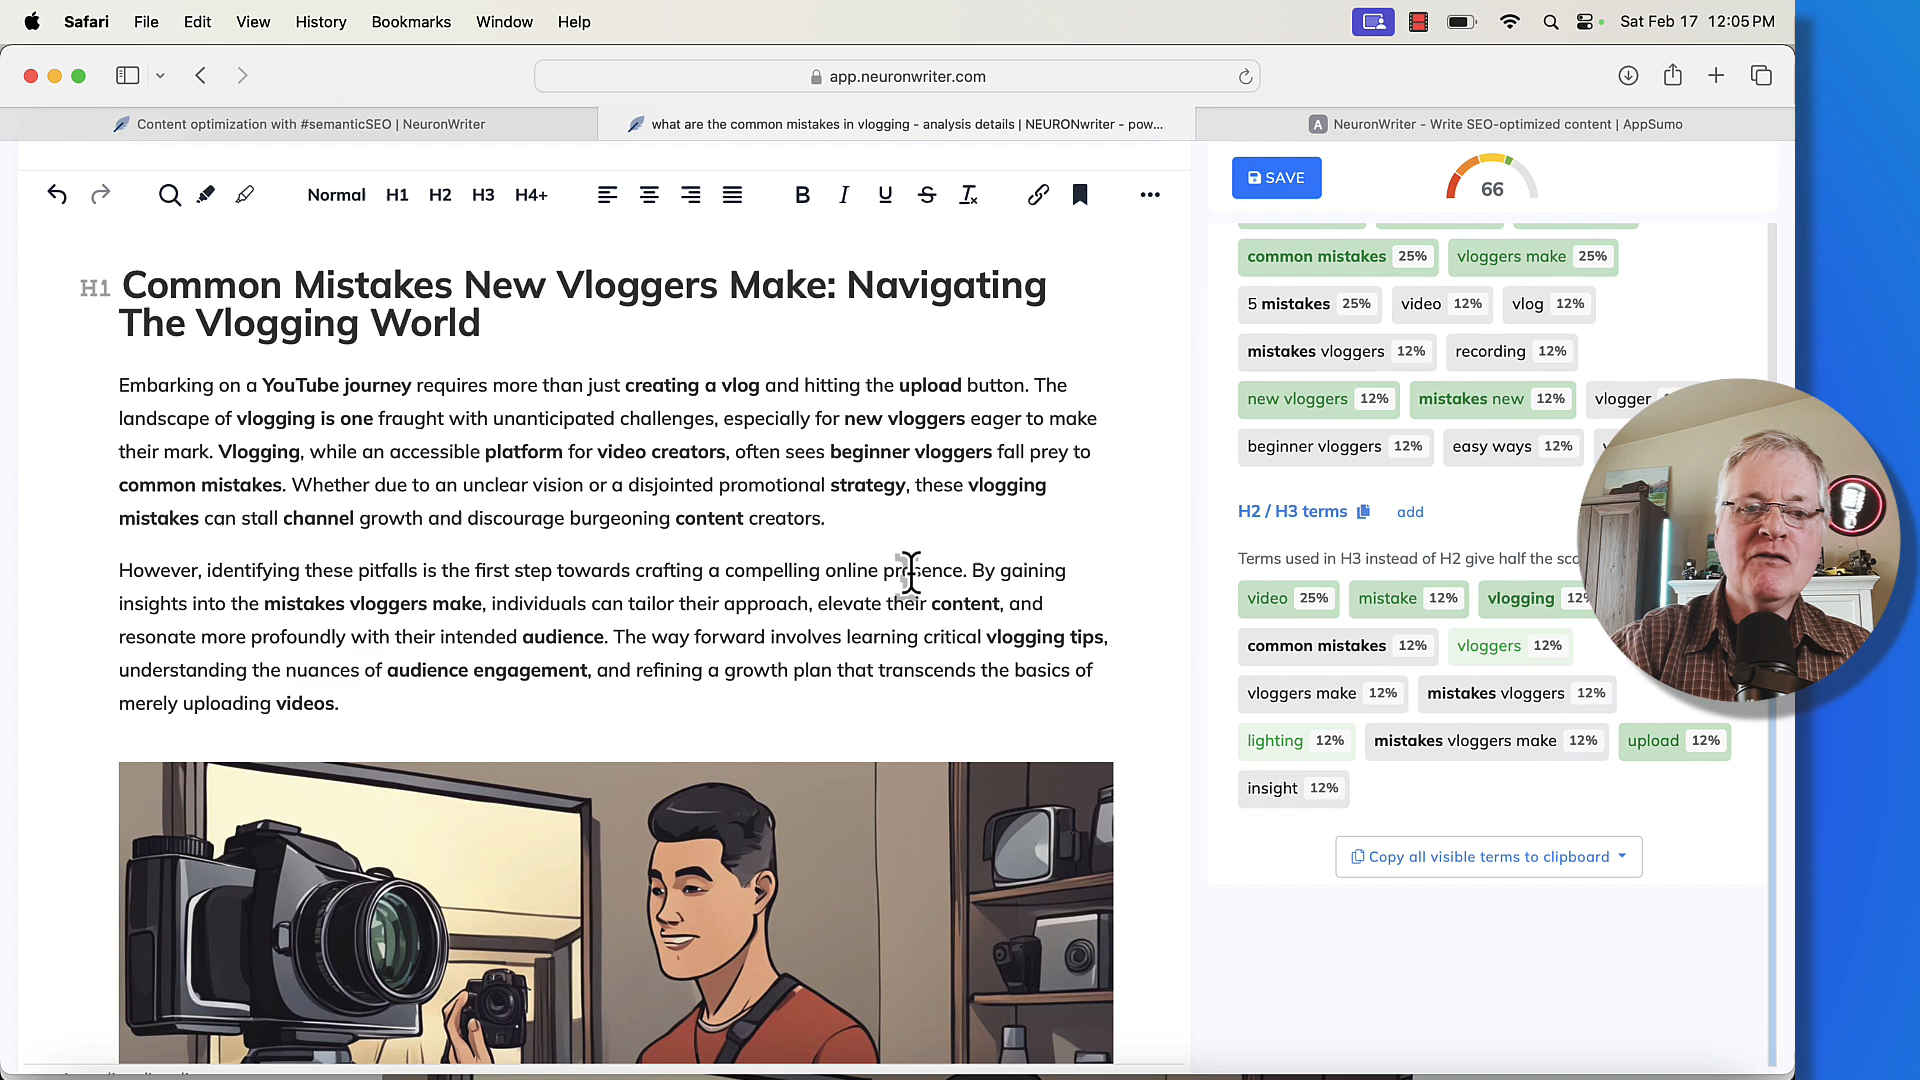 Safari File Edit View History Bookmarks Window Help Sat Feb 17 12:05 PM
app.neuronwriter.com
Content optimization with #semanticSEO | NeuronWriter
what are the common mistakes in vlogging - analysis details | NEURONwriter - pow...
A NeuronWriter - Write SEO-optimized content | AppSumo
Normal H1 H2 H3 H4+ B I U S Tx
SAVE
66
H1 Common Mistakes New Vloggers Make: Navigating
The Vlogging World
Embarking on a YouTube journey requires more than just creating a vlog and hitting the upload button. The
landscape of vlogging is one fraught with unanticipated challenges, especially for new vloggers eager to make
their mark. Vlogging, while an accessible platform for video creators, often sees beginner vloggers fall prey to
common mistakes. Whether due to an unclear vision or a disjointed promotional strategy, these vlogging
mistakes can stall channel growth and discourage burgeoning content creators.
However, identifying these pitfalls is the first step towards crafting a compelling online presence. By gaining
insights into the mistakes vloggers make, individuals can tailor their approach, elevate their content, and
resonate more profoundly with their intended audience. The way forward involves learning critical vlogging tips,
understanding the nuances of audience engagement, and refining a growth plan that transcends the basics of
merely uploading videos.
common mistakes 25% vloggers make 25%
5 mistakes 25% video 12% vlog 12%
mistakes vloggers 12% recording 12%
new vloggers 12% mistakes new 12% vlogger
beginner vloggers 12% easy ways 12%
H2 / H3 terms add
Terms used in H3 instead of H2 give half the
video 25% mistake 12% vlogging
common mistakes 12% vloggers 12%
vloggers make 12% mistakes vloggers 12%
lighting 12% mistakes vloggers make 12% upload 12%
insight 12%
Copy all visible terms to clipboard